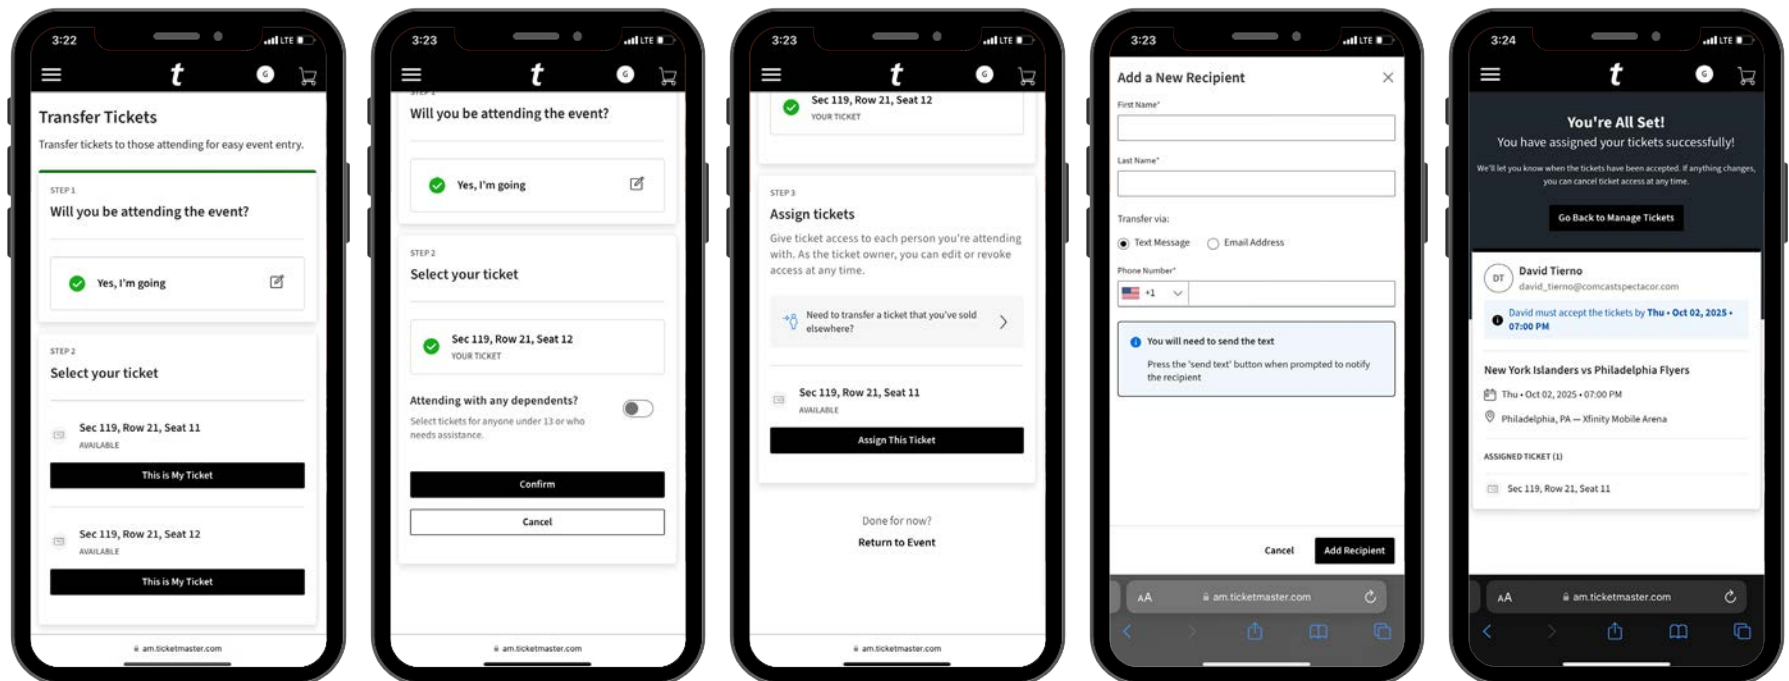 3:22
LTE
t
G
Transfer Tickets
Transfer tickets to those attending for easy event entry.
STEP 1
Will you be attending the event?
Yes, I'm going
STEP 2
Select your ticket
Sec 119, Row 21, Seat 11
AVAILABLE
This is My Ticket
Sec 119, Row 21, Seat 12
AVAILABLE
This is My Ticket
am.ticketmaster.com
3:23
LTE
t
G
STEP 1
Will you be attending the event?
Yes, I'm going
STEP 2
Select your ticket
Sec 119, Row 21, Seat 12
YOUR TICKET
Attending with any dependents?
Select tickets for anyone under 13 or who
needs assistance.
Confirm
Cancel
am.ticketmaster.com
3:23
LTE
t
G
Sec 119, Row 21, Seat 12
YOUR TICKET
STEP 3
Assign tickets
Give ticket access to each person you're attending
with. As the ticket owner, you can edit or revoke
access at any time.
Need to transfer a ticket that you've sold
elsewhere?
Sec 119, Row 21, Seat 11
AVAILABLE
Assign This Ticket
Done for now?
Return to Event
am.ticketmaster.com
3:23
LTE
Add a New Recipient
First Name*
Last Name*
Transfer via:
Text Message
Email Address
Phone Number*
+1
You will need to send the text
Press the 'send text' button when prompted to notify
the recipient
Cancel
Add Recipient
AA
am.ticketmaster.com
3:24
LTE
t
G
You're All Set!
You have assigned your tickets successfully!
We'll let you know when the tickets have been accepted. If anything changes,
you can cancel ticket access at any time.
Go Back to Manage Tickets
DT
David Tierno
david_tierno@comcastspectacor.com
David must accept the tickets by Thu • Oct 02, 2025 •
07:00 PM
New York Islanders vs Philadelphia Flyers
Thu • Oct 02, 2025 • 07:00 PM
Philadelphia, PA — Xfinity Mobile Arena
ASSIGNED TICKET (1)
Sec 119, Row 21, Seat 11
AA
am.ticketmaster.com